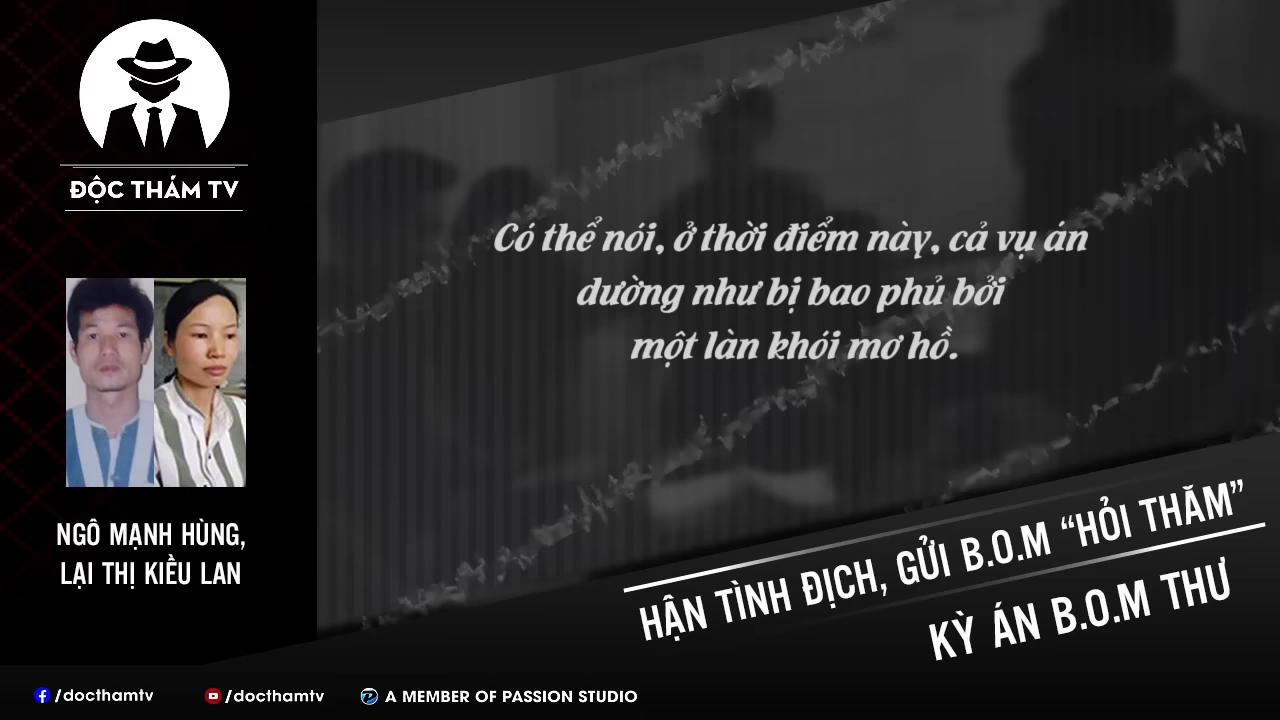 ĐỘC THÁM TV
NGÔ MẠNH HÙNG,
LẠI THỊ KIỀU LAN
Có thể nói, ở thời điểm này, cả vụ án
dường như bị bao phủ bởi
một làn khói mơ hồ.
HẬN TÌNH ĐỊCH, GỬI B.O.M “HỎI THĂM”
KỲ ÁN B.O.M THƯ
/docthamtv
/docthamtv
A MEMBER OF PASSION STUDIO